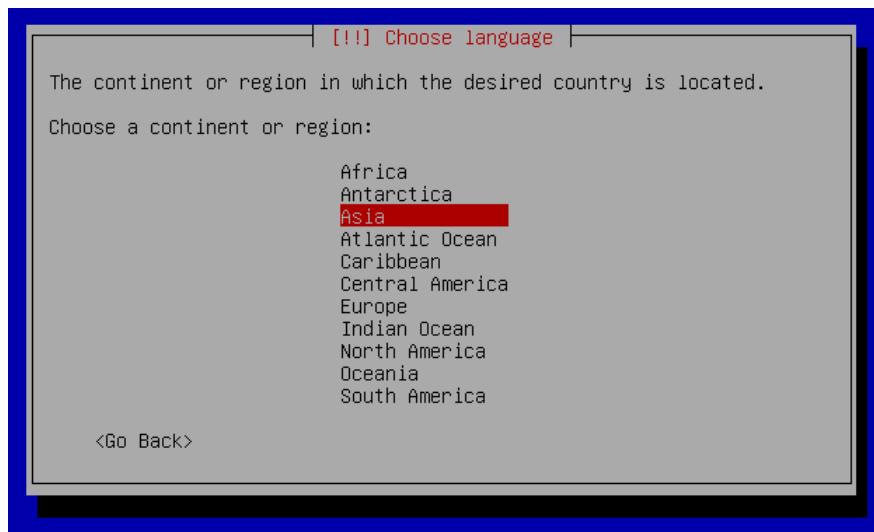 [!!] Choose language
The continent or region in which the desired country is located.
Choose a continent or region:
Africa
Antarctica
Asia
Atlantic Ocean
Caribbean
Central America
Europe
Indian Ocean
North America
Oceania
South America
<Go Back>